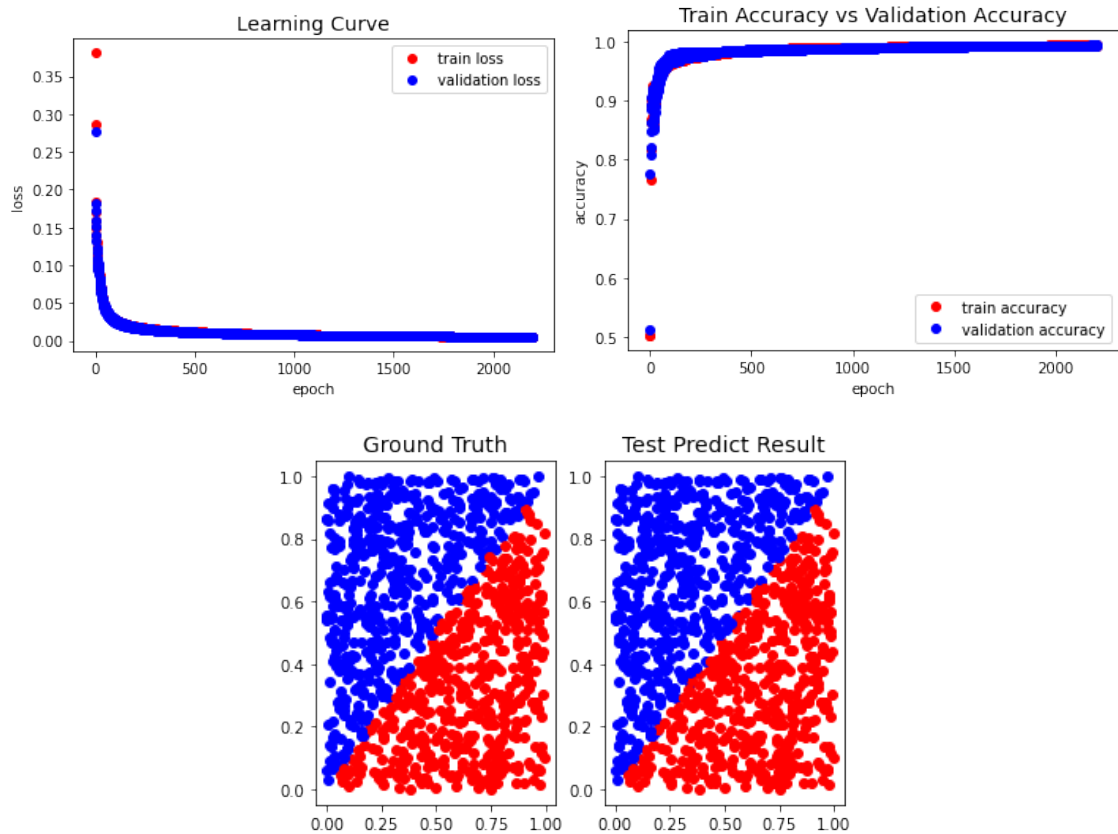 Learning Curve
train loss
validation loss
0.35
0.30
0.25
0.20
0.15
0.10
0.05
0.00
loss
0 500 1000 1500 2000
epoch
Train Accuracy vs Validation Accuracy
1.0
0.9
0.8
0.7
0.6
0.5
accuracy
train accuracy
validation accuracy
0 500 1000 1500 2000
epoch
Ground Truth
1.0
0.8
0.6
0.4
0.2
0.0
0.00 0.25 0.50 0.75 1.00
Test Predict Result
1.0
0.8
0.6
0.4
0.2
0.0
0.00 0.25 0.50 0.75 1.00